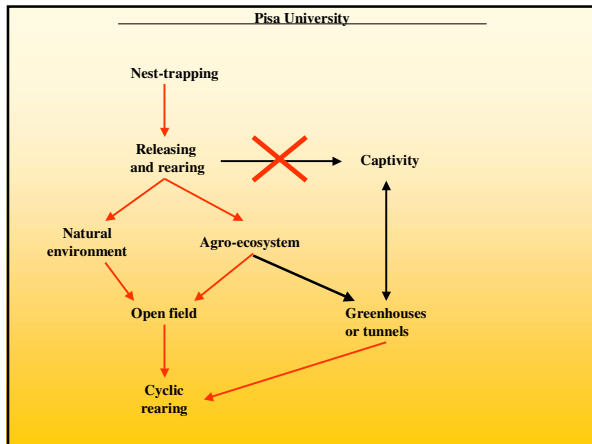 Pisa University
Nest-trapping
Releasing
and rearing
Captivity
Natural
environment
Agro-ecosystem
Open field
Greenhouses
or tunnels
Cyclic
rearing